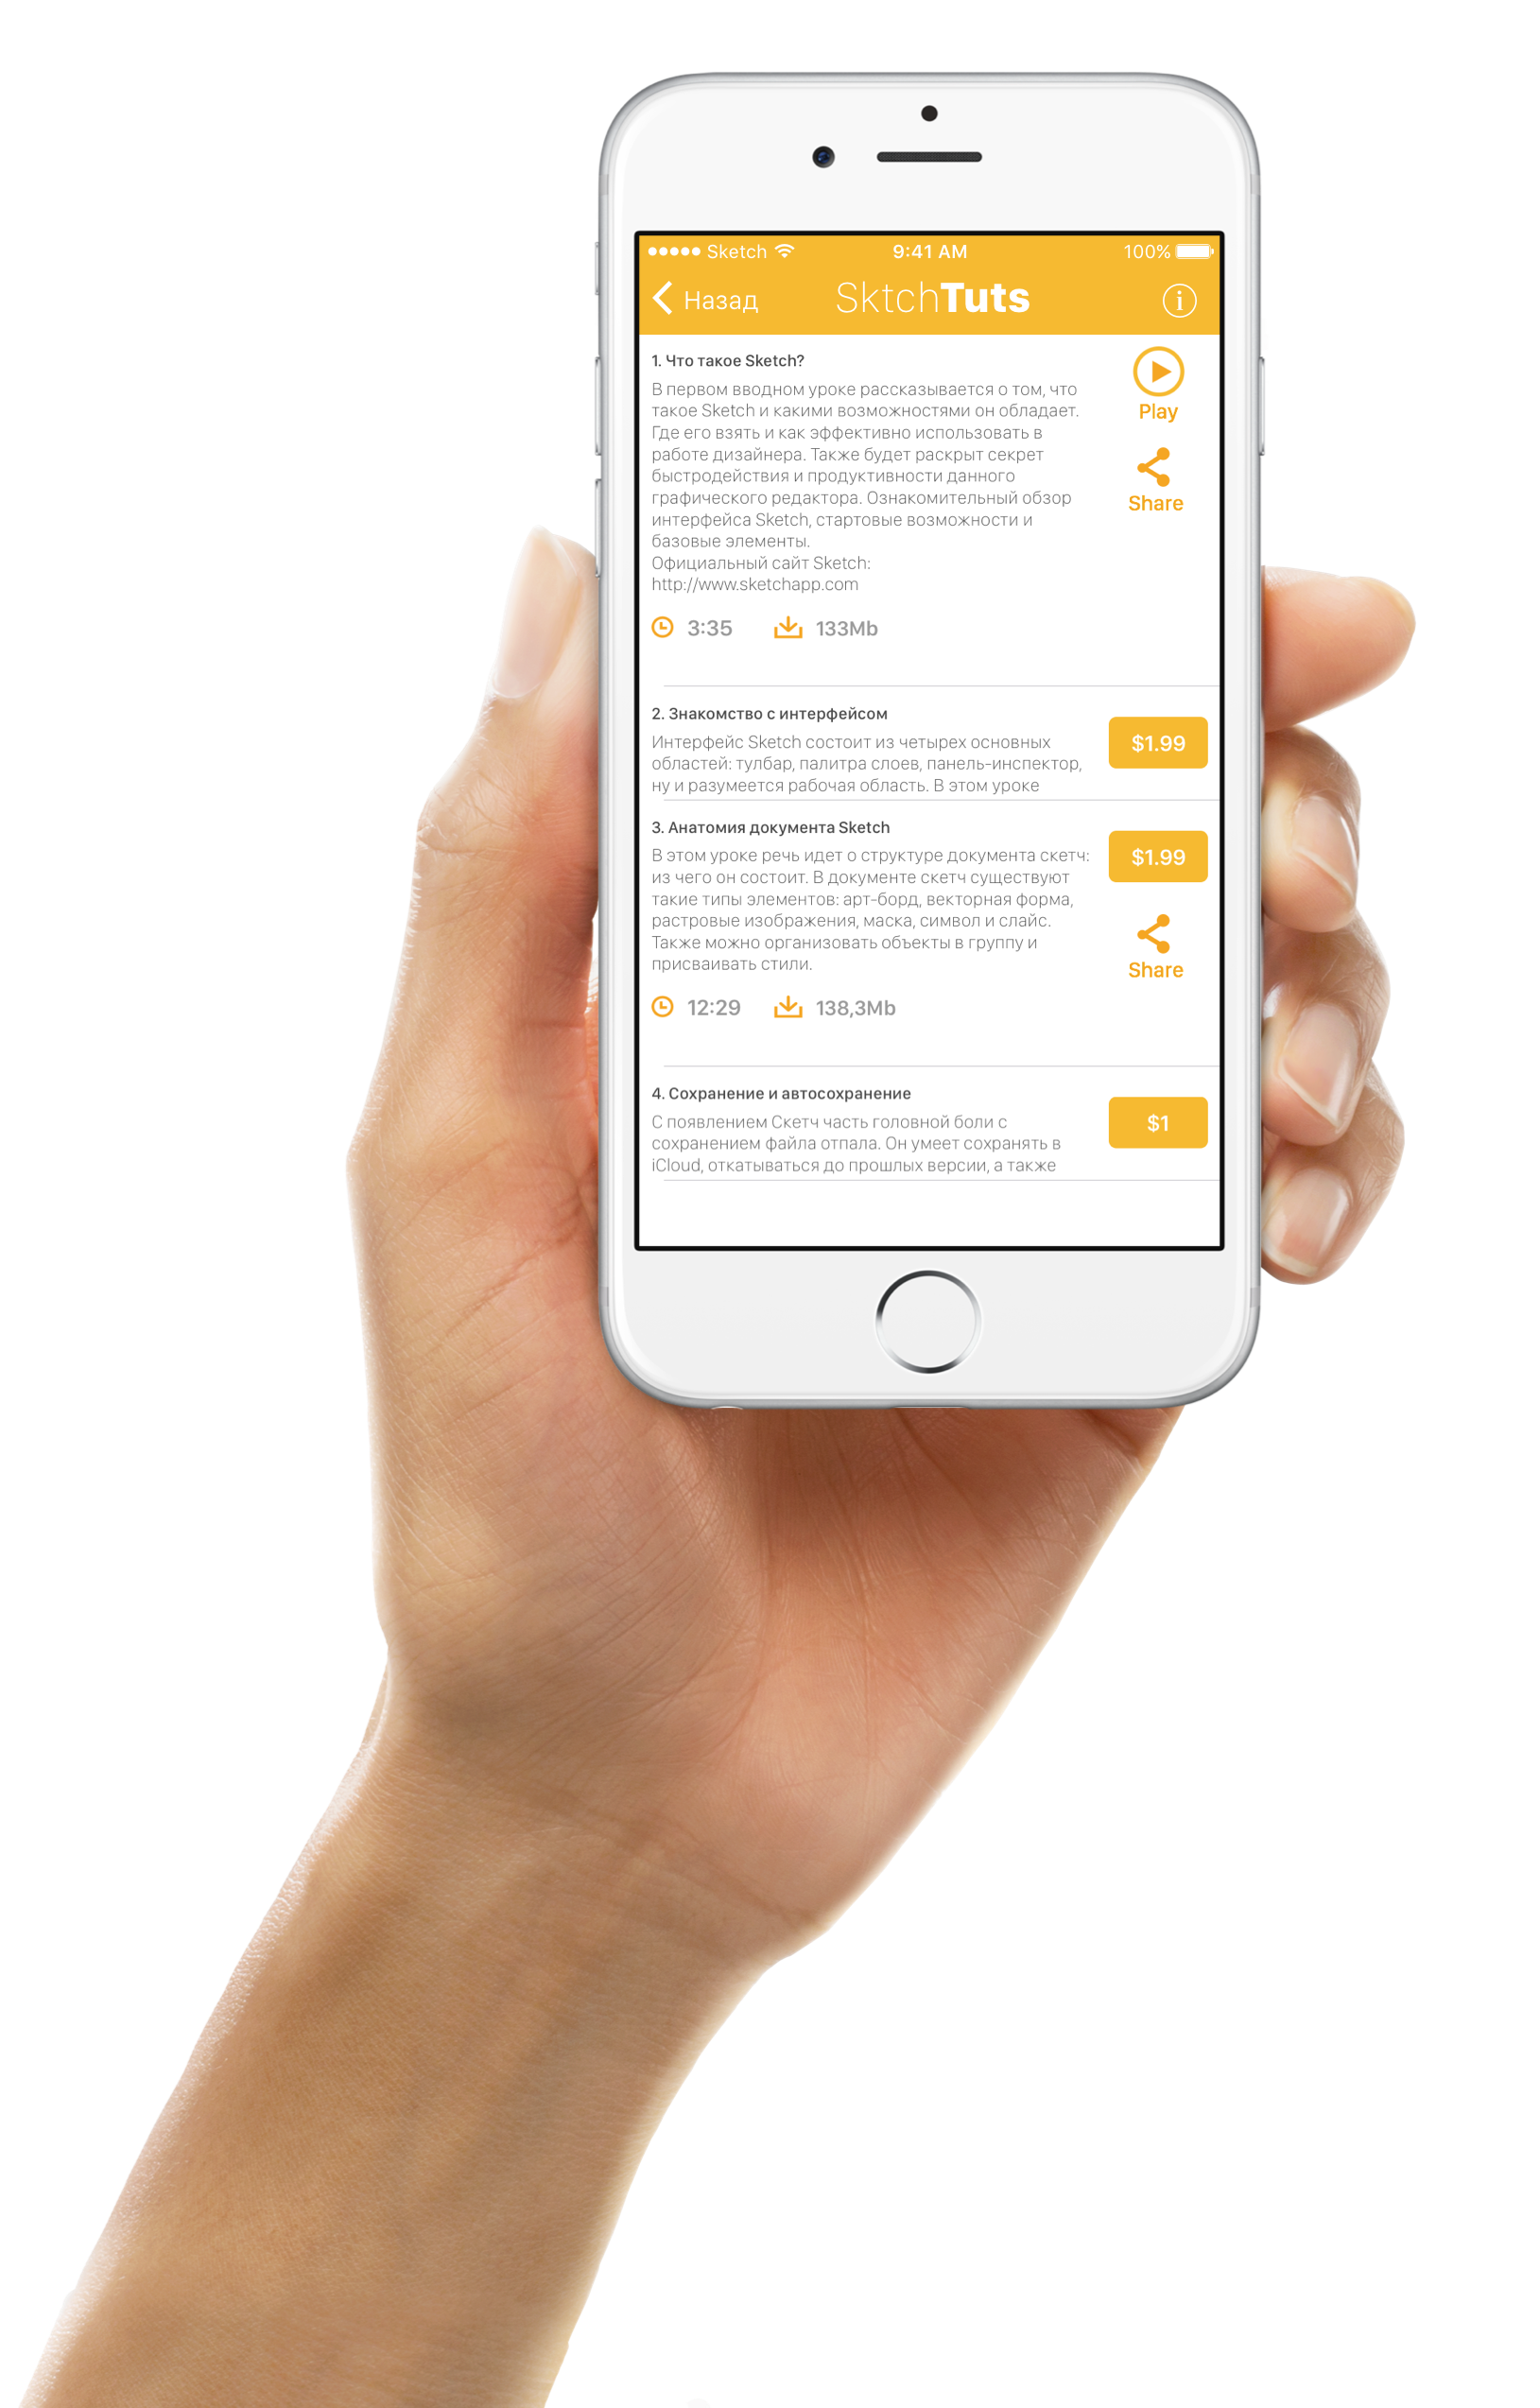 Sketch 9:41 AM 100%
Назад SktchTuts i
1. Что такое Sketch?
В первом вводном уроке рассказывается о том, что
такое Sketch и какими возможностями он обладает.
Где его взять и как эффективно использовать в
работе дизайнера. Также будет раскрыт секрет
быстродействия и продуктивности данного
графического редактора. Ознакомительный обзор
интерфейса Sketch, стартовые возможности и
базовые элементы.
Официальный сайт Sketch:
http://www.sketchapp.com
Play
Share
3:35 133Mb
2. Знакомство с интерфейсом
Интерфейс Sketch состоит из четырех основных
областей: тулбар, палитра слоев, панель-инспектор,
ну и разумеется рабочая область. В этом уроке
$1.99
3. Анатомия документа Sketch
В этом уроке речь идет о структуре документа скетч:
из чего он состоит. В документе скетч существуют
такие типы элементов: арт-борд, векторная форма,
растровые изображения, маска, символ и слайс.
Также можно организовать объекты в группу и
присваивать стили.
$1.99
Share
12:29 138,3Mb
4. Сохранение и автосохранение
С появлением Скетч часть головной боли с
сохранением файла отпала. Он умеет сохранять в
iCloud, откатываться до прошлых версии, а также
$1